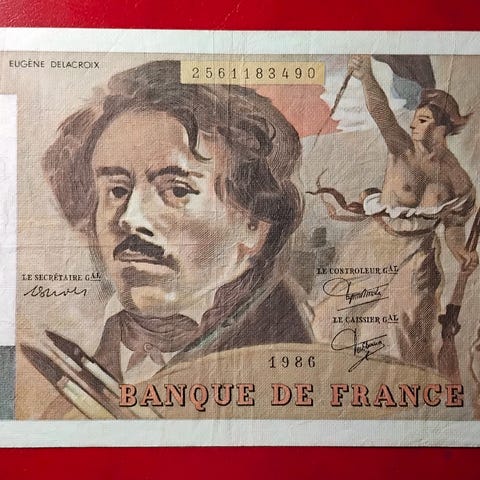 EUGÈNE DELACROIX
2561183490
LE SECRÉTAIRE GAL
LE CONTROLEUR GAL
LE CAISSIER GAL
1986
BANQUE DE FRANCE